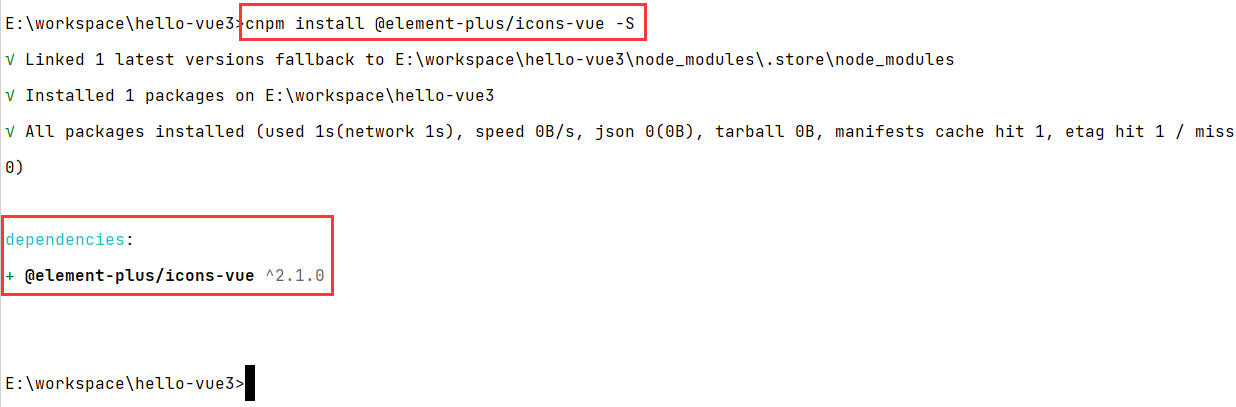 E:\workspace\hello-vue3>cnpm install @element-plus/icons-vue -S
√ Linked 1 latest versions fallback to E:\workspace\hello-vue3\node_modules\.store\node_modules
√ Installed 1 packages on E:\workspace\hello-vue3
√ All packages installed (used 1s(network 1s), speed 0B/s, json 0(0B), tarball 0B, manifests cache hit 1, etag hit 1 / miss
0)
dependencies:
+ @element-plus/icons-vue ^2.1.0
E:\workspace\hello-vue3>